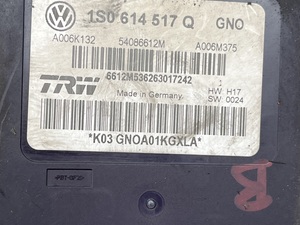 1S0 614 517 Q GNO
A006K132 54086612M A006M375
6612M536263017242
TRW Made in Germany. HW H17
SW 0024
*K03 GNOA01KGXLA*